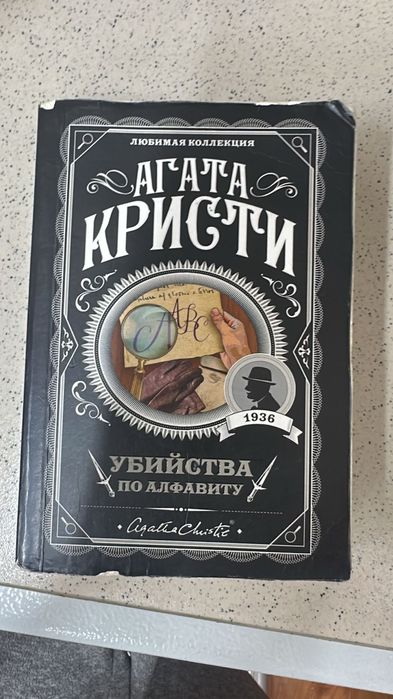 ЛЮБИМАЯ КОЛЛЕКЦИЯ
АГАТА
КРИСТИ
ABC
1936
УБИЙСТВА
ПО АЛФАВИТУ
Agatha Christie®